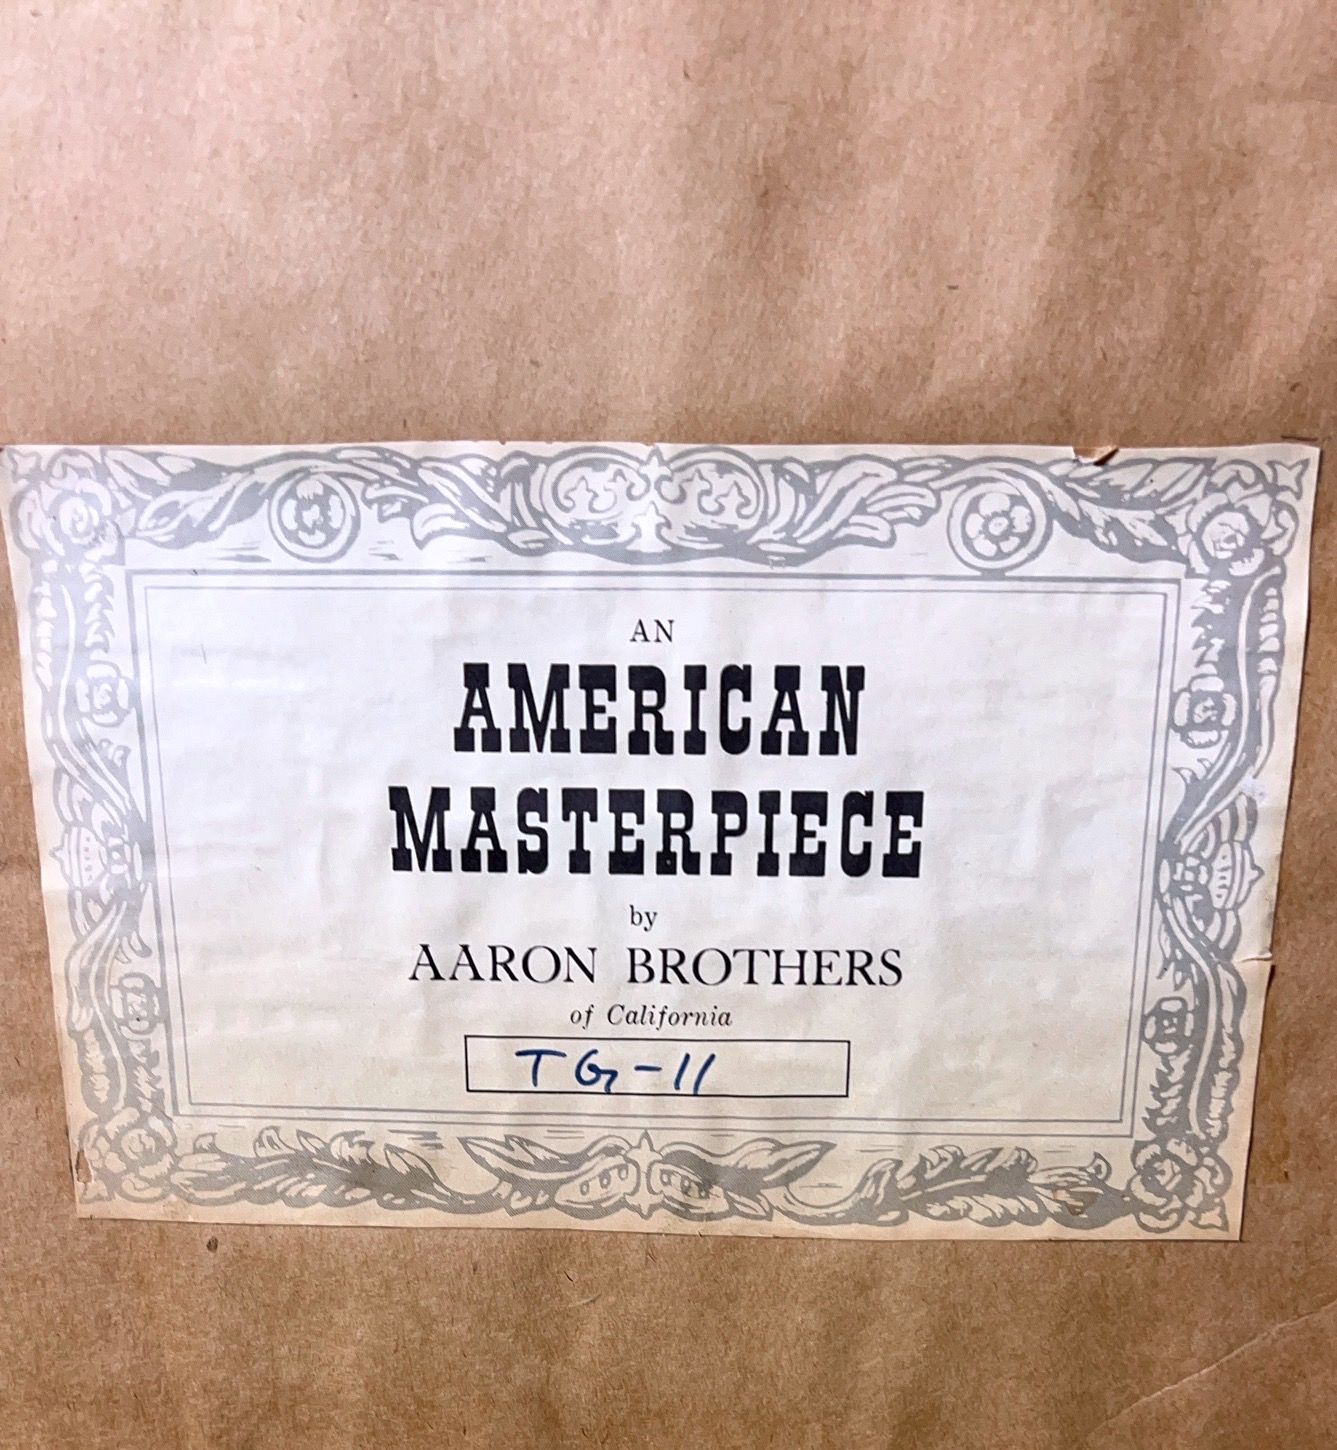 AN
AMERICAN
MASTERPIECE
by
AARON BROTHERS
of California
TG-11